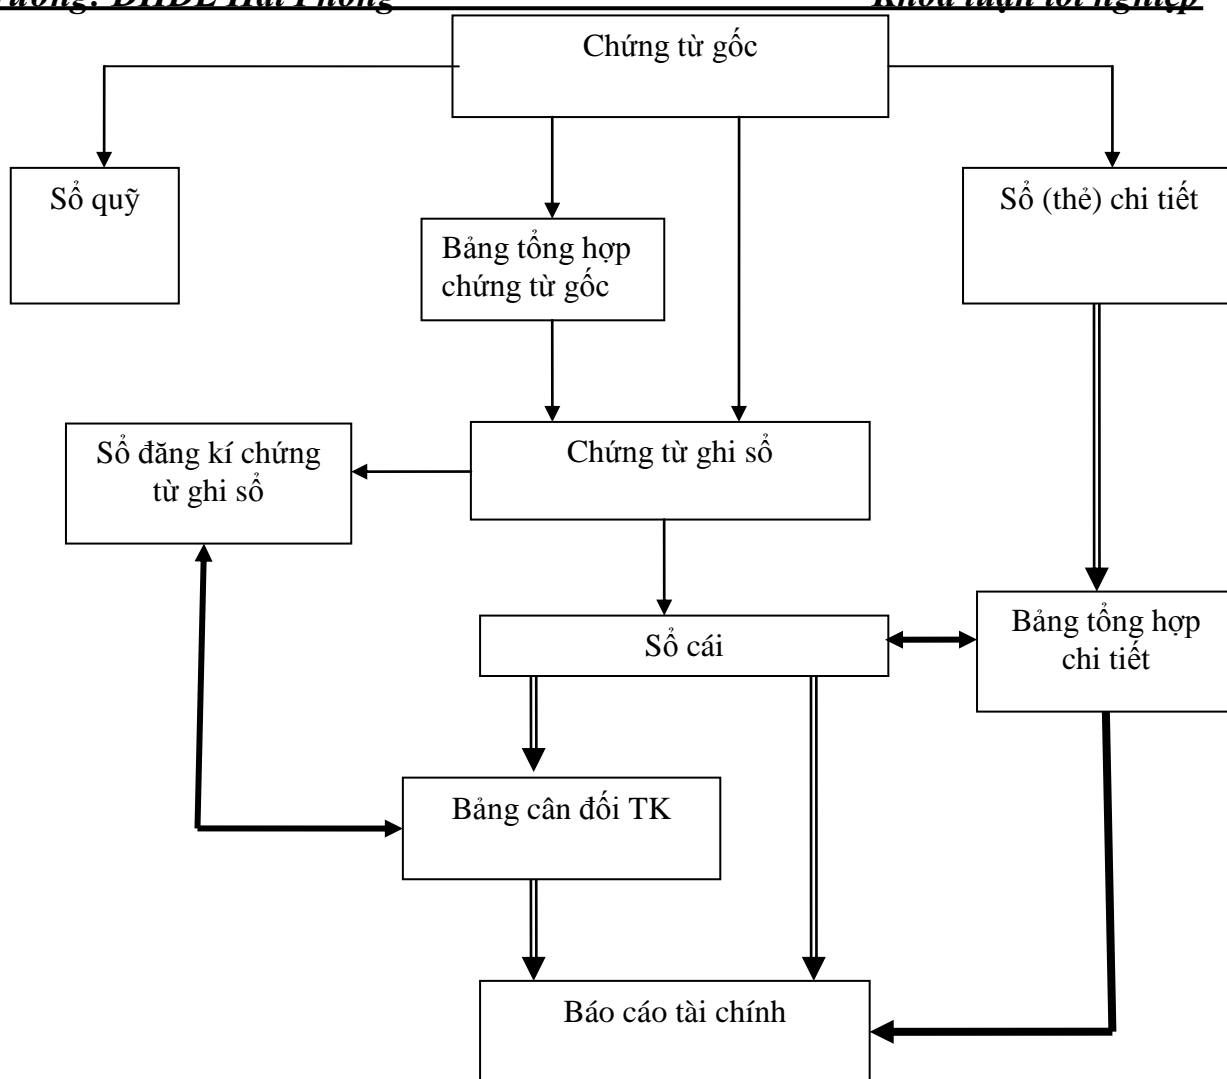 Trường: ĐHDL Hải Phòng Khoá luận tốt nghiệp
Chứng từ gốc
Sổ quỹ
Sổ (thẻ) chi tiết
Bảng tổng hợp
chứng từ gốc
Sổ đăng kí chứng
từ ghi sổ
Chứng từ ghi sổ
Sổ cái
Bảng tổng hợp
chi tiết
Bảng cân đối TK
Báo cáo tài chính